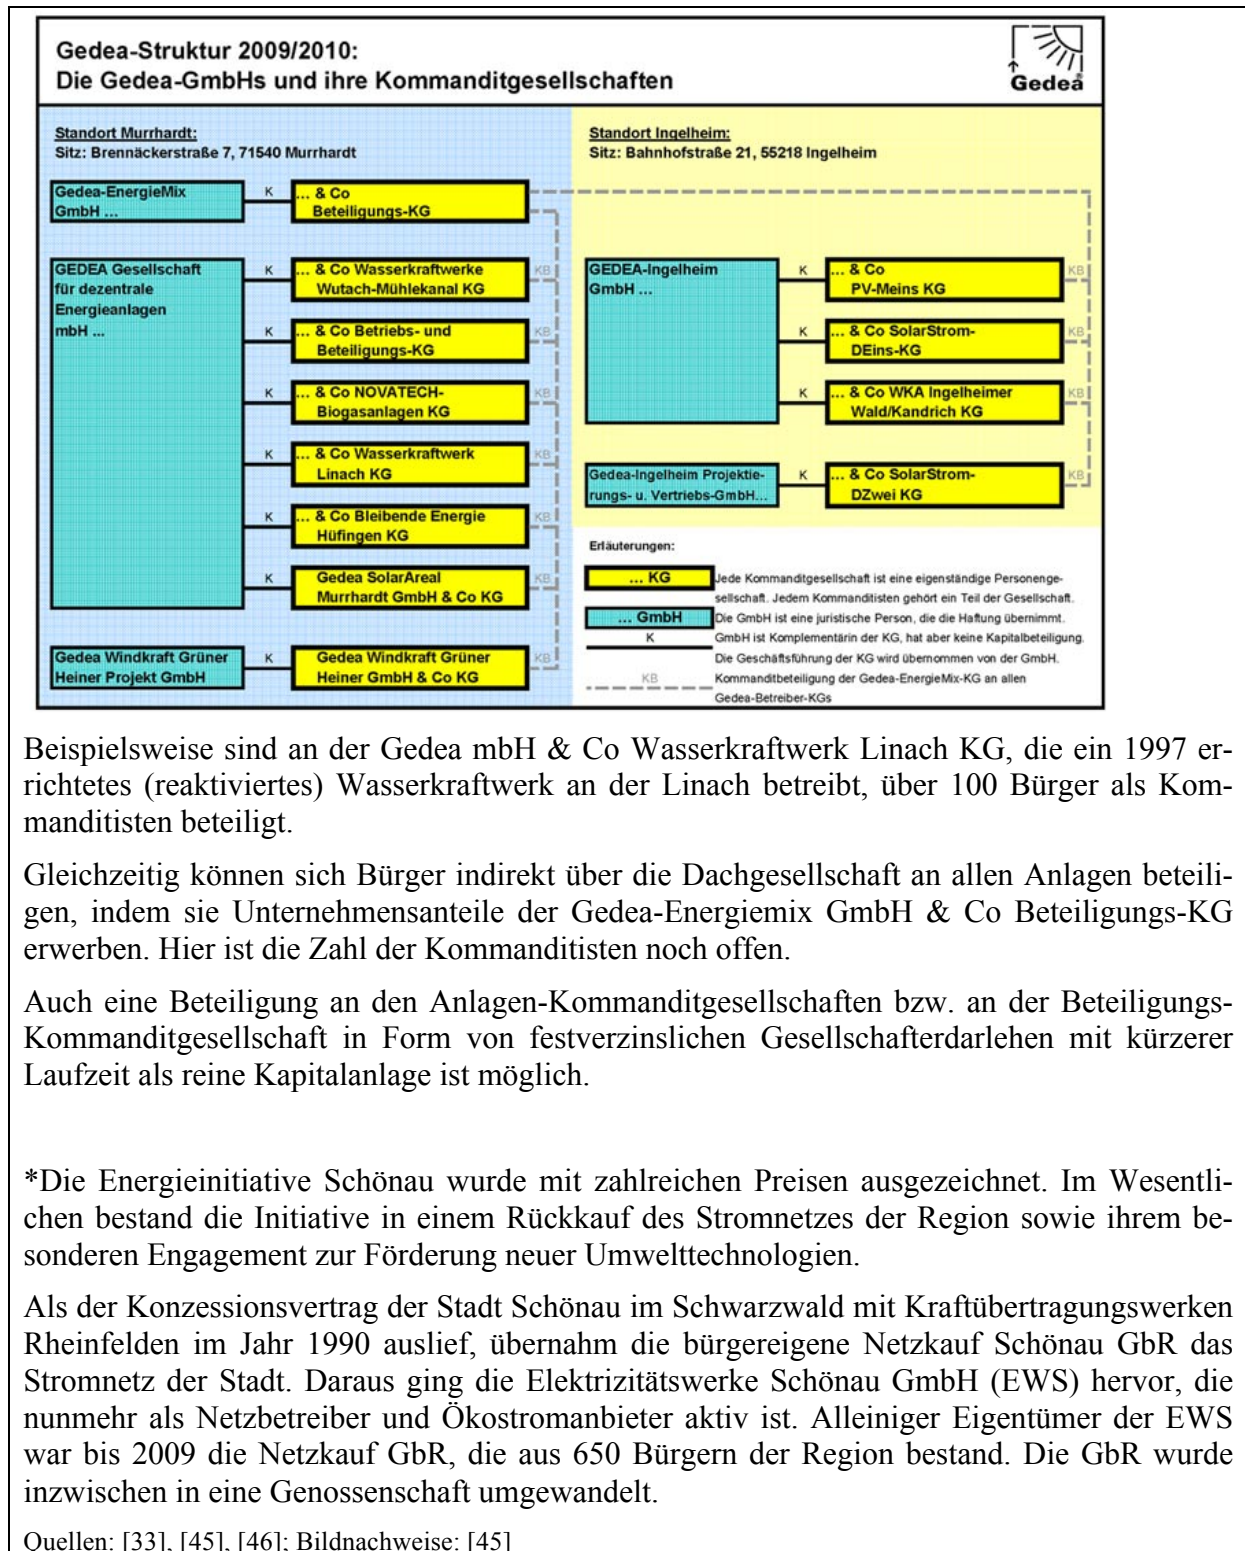 Gedea-Struktur 2009/2010:
Die Gedea-GmbHs und ihre Kommanditgesellschaften
Gedea®
Standort Murrhardt:
Sitz: Brennäckerstraße 7, 71540 Murrhardt
Gedea-EnergieMix
GmbH ...
K
... & Co
Beteiligungs-KG
GEDEA Gesellschaft
für dezentrale
Energieanlagen
mbH ...
K
... & Co Wasserkraftwerke
Wutach-Mühlekanal KG
KB
K
... & Co Betriebs- und
Beteiligungs-KG
KB
K
... & Co NOVATECH-
Biogasanlagen KG
KB
K
... & Co Wasserkraftwerk
Linach KG
KB
K
... & Co Bleibende Energie
Hüfingen KG
KB
K
Gedea SolarAreal
Murrhardt GmbH & Co KG
KB
Gedea Windkraft Grüner
Heiner Projekt GmbH
K
Gedea Windkraft Grüner
Heiner GmbH & Co KG
KB
Standort Ingelheim:
Sitz: Bahnhofstraße 21, 55218 Ingelheim
GEDEA-Ingelheim
GmbH ...
K
... & Co
PV-Meins KG
KB
K
... & Co SolarStrom-
DEins-KG
KB
K
... & Co WKA Ingelheimer
Wald/Kandrich KG
KB
Gedea-Ingelheim Projektie-
rungs- u. Vertriebs-GmbH...
K
... & Co SolarStrom-
DZwei KG
KB
Erläuterungen:
... KG
Jede Kommanditgesellschaft ist eine eigenständige Personenge-
sellschaft. Jedem Kommanditisten gehört ein Teil der Gesellschaft.
... GmbH
Die GmbH ist eine juristische Person, die die Haftung übernimmt.
K
GmbH ist Komplementärin der KG, hat aber keine Kapitalbeteiligung.
Die Geschäftsführung der KG wird übernommen von der GmbH.
KB
Kommanditbeteiligung der Gedea-EnergieMix-KG an allen
Gedea-Betreiber-KGs
Beispielsweise sind an der Gedea mbH & Co Wasserkraftwerk Linach KG, die ein 1997 er-
richtetes (reaktiviertes) Wasserkraftwerk an der Linach betreibt, über 100 Bürger als Kom-
manditisten beteiligt.
Gleichzeitig können sich Bürger indirekt über die Dachgesellschaft an allen Anlagen beteili-
gen, indem sie Unternehmensanteile der Gedea-Energiemix GmbH & Co Beteiligungs-KG
erwerben. Hier ist die Zahl der Kommanditisten noch offen.
Auch eine Beteiligung an den Anlagen-Kommanditgesellschaften bzw. an der Beteiligungs-
Kommanditgesellschaft in Form von festverzinslichen Gesellschafterdarlehen mit kürzerer
Laufzeit als reine Kapitalanlage ist möglich.
*Die Energieinitiative Schönau wurde mit zahlreichen Preisen ausgezeichnet. Im Wesentli-
chen bestand die Initiative in einem Rückkauf des Stromnetzes der Region sowie ihrem be-
sonderen Engagement zur Förderung neuer Umwelttechnologien.
Als der Konzessionsvertrag der Stadt Schönau im Schwarzwald mit Kraftübertragungswerken
Rheinfelden im Jahr 1990 auslief, übernahm die bürgereigene Netzkauf Schönau GbR das
Stromnetz der Stadt. Daraus ging die Elektrizitätswerke Schönau GmbH (EWS) hervor, die
nunmehr als Netzbetreiber und Ökostromanbieter aktiv ist. Alleiniger Eigentümer der EWS
war bis 2009 die Netzkauf GbR, die aus 650 Bürgern der Region bestand. Die GbR wurde
inzwischen in eine Genossenschaft umgewandelt.
Quellen: [33], [45], [46]; Bildnachweise: [45]